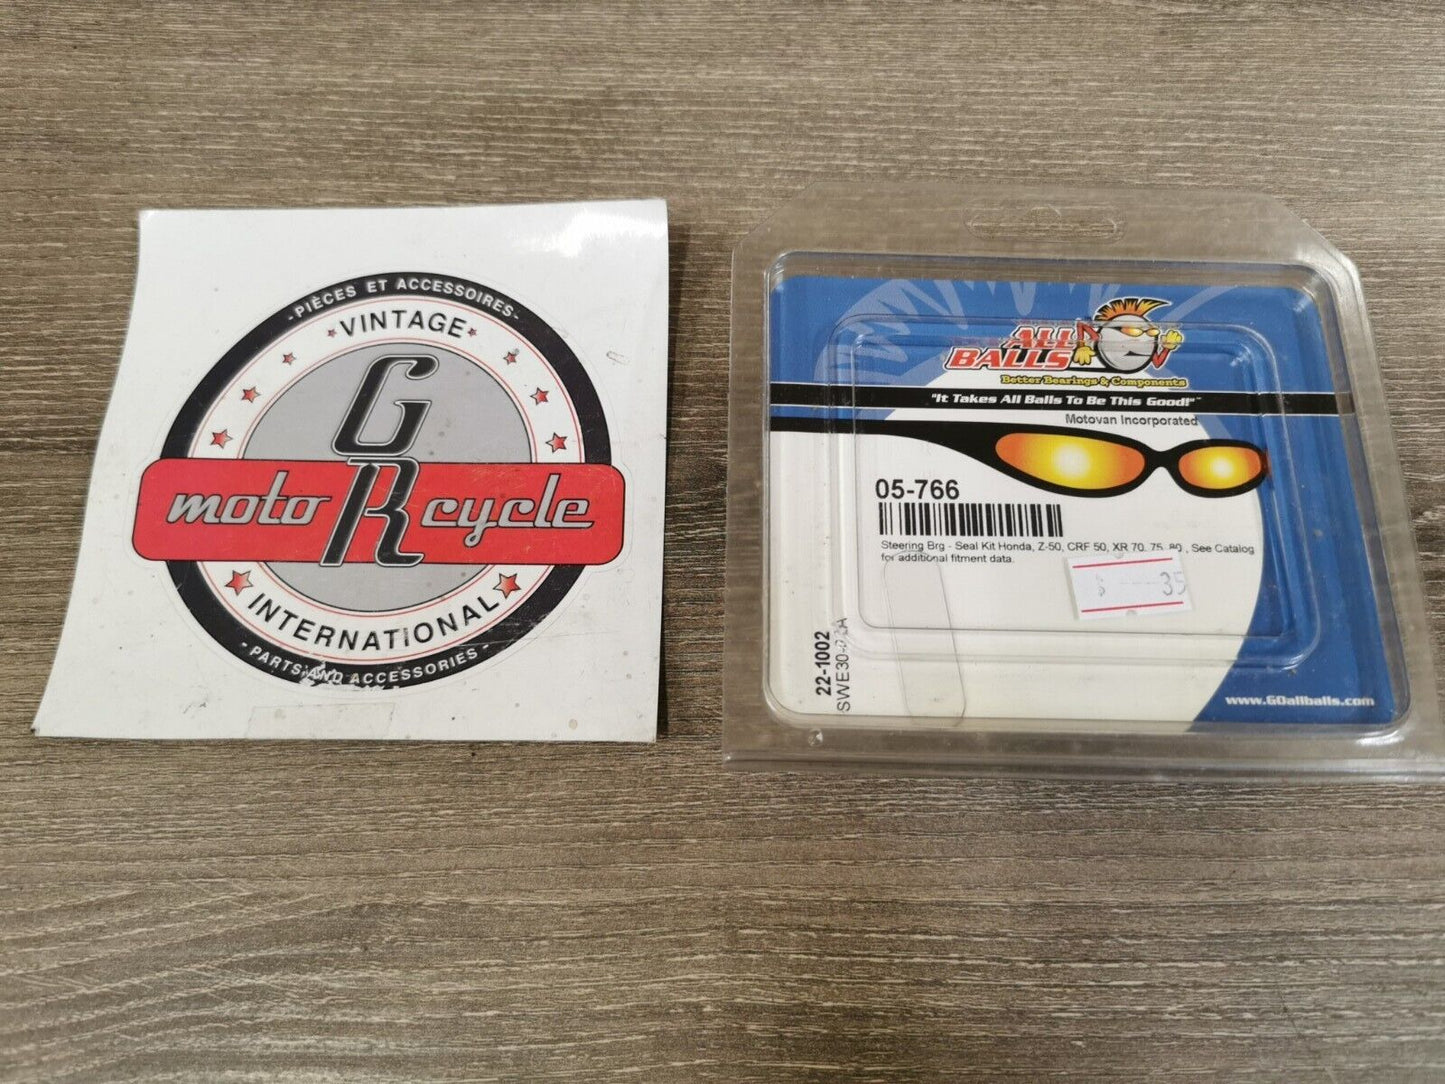 -PIÈCES ET ACCESSOIRES-
VINTAGE
G
moto R cycle
INTERNATIONAL
- PARTS AND ACCESSORIES -
ALL
BALLS
Better Bearings & Components
"It Takes All Balls To Be This Good!"™
Motovan Incorporated
05-766
Steering Brg - Seal Kit Honda, Z-50, CRF 50, XR 70, 75, 80 , See Catalog
for additional fitment data.
$ 35
22-1002
www.GOallballs.com